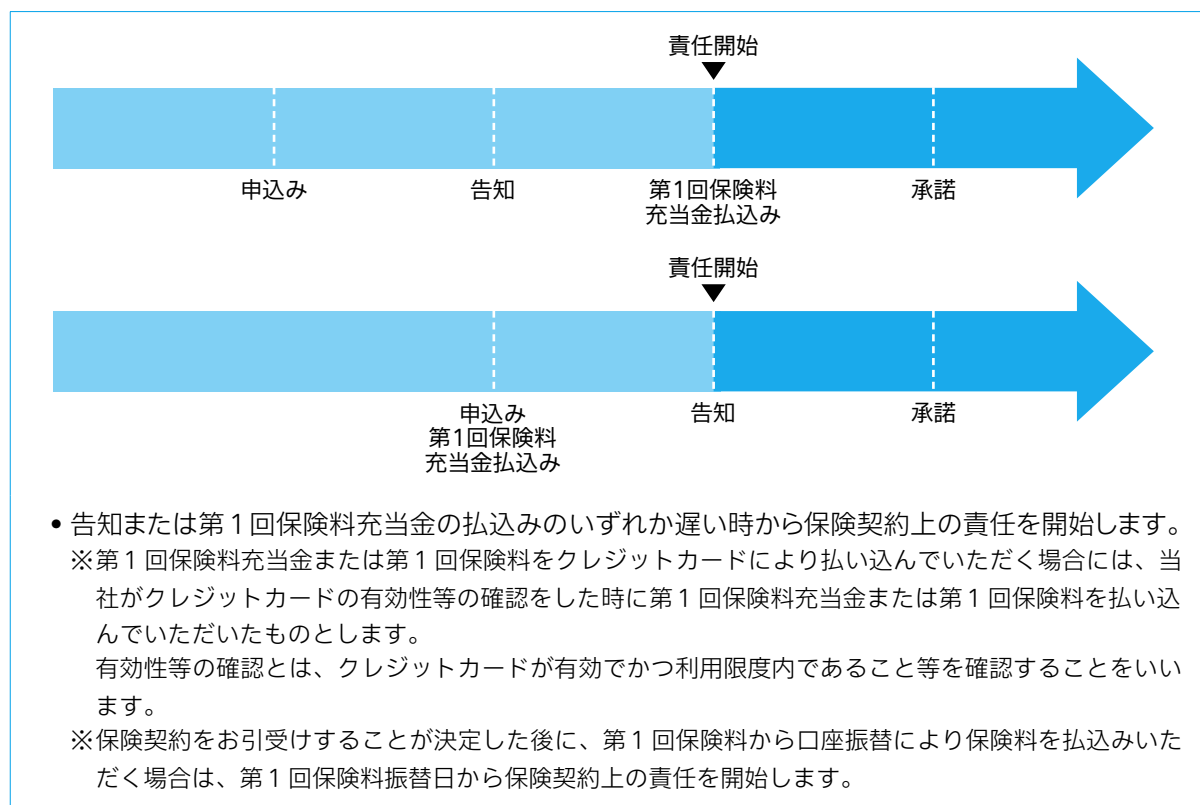 責任開始
申込み
告知
第1回保険料
充当金払込み
承諾
責任開始
申込み
第1回保険料
充当金払込み
告知
承諾
•告知または第1回保険料充当金の払込みのいずれか遅い時から保険契約上の責任を開始します。
※第1回保険料充当金または第1回保険料をクレジットカードにより払い込んでいただく場合には、当
社がクレジットカードの有効性等の確認をした時に第1回保険料充当金または第1回保険料を払い込
んでいただいたものとします。
有効性等の確認とは、クレジットカードが有効でかつ利用限度内であること等を確認することをいい
ます。
※保険契約をお引受けすることが決定した後に、第1回保険料から口座振替により保険料を払込みいた
だく場合は、第1回保険料振替日から保険契約上の責任を開始します。